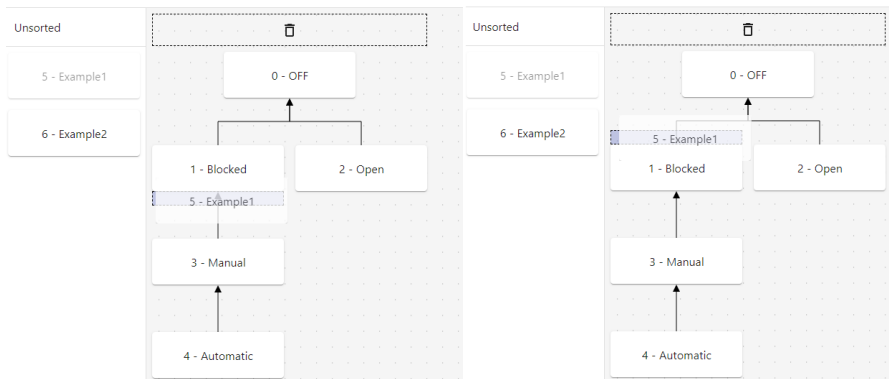 Unsorted
0 - OFF
5 - Example1
6 - Example2
1 - Blocked
2 - Open
5 - Example1
3 - Manual
4 - Automatic
Unsorted
0 - OFF
5 - Example1
6 - Example2
5 - Example1
1 - Blocked
2 - Open
3 - Manual
4 - Automatic